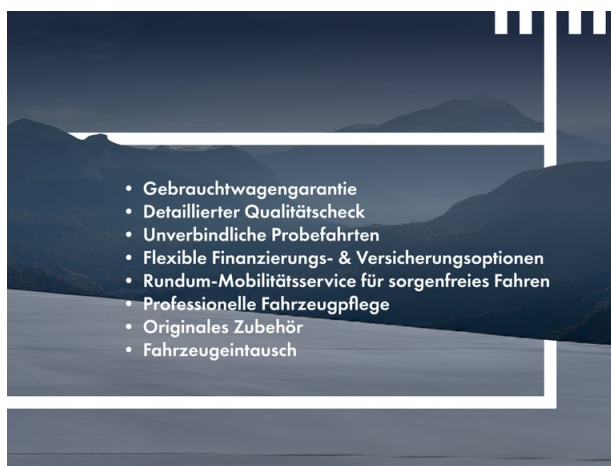 • Gebrauchtwagengarantie
• Detaillierter Qualitätscheck
• Unverbindliche Probefahrten
• Flexible Finanzierungs- & Versicherungsoptionen
• Rundum-Mobilitätsservice für sorgenfreies Fahren
• Professionelle Fahrzeugpflege
• Originales Zubehör
• Fahrzeugeintausch